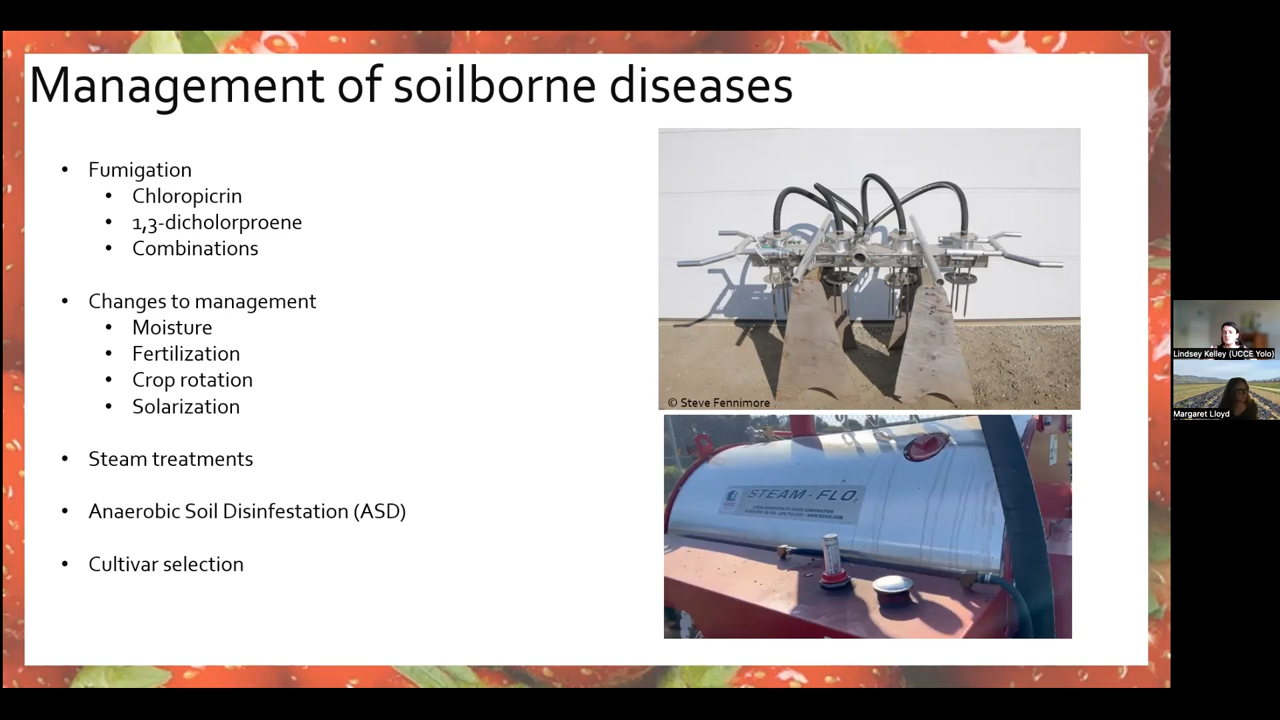 Management of soilborne diseases
• Fumigation
• Chloropicrin
• 1,3-dicholorproene
• Combinations
• Changes to management
• Moisture
• Fertilization
• Crop rotation
• Solarization
• Steam treatments
• Anaerobic Soil Disinfestation (ASD)
• Cultivar selection
© Steve Fennimore
STEAM-FLO
Lindsey Kelley (UCCE Yolo)
Margaret Lloyd